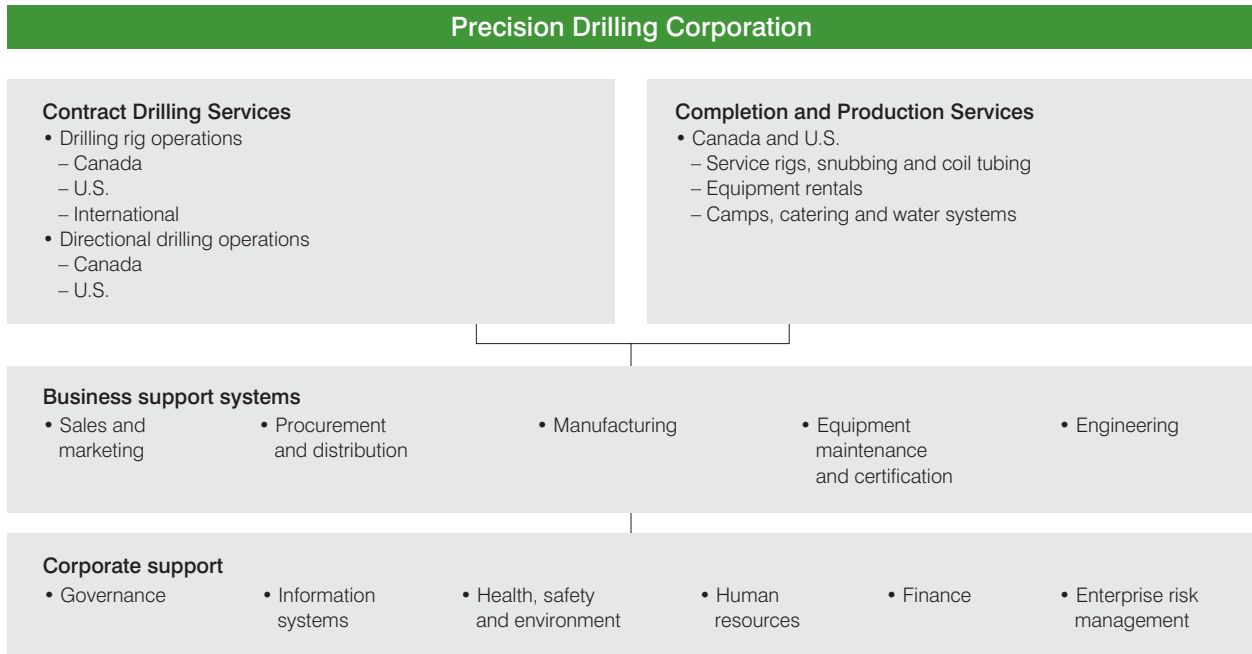 Precision Drilling Corporation
Contract Drilling Services
• Drilling rig operations
– Canada
– U.S.
– International
• Directional drilling operations
– Canada
– U.S.
Completion and Production Services
• Canada and U.S.
– Service rigs, snubbing and coil tubing
– Equipment rentals
– Camps, catering and water systems
Business support systems
• Sales and
marketing
• Procurement
and distribution
• Manufacturing
• Equipment
maintenance
and certification
• Engineering
Corporate support
• Governance
• Information
systems
• Health, safety
and environment
• Human
resources
• Finance
• Enterprise risk
management